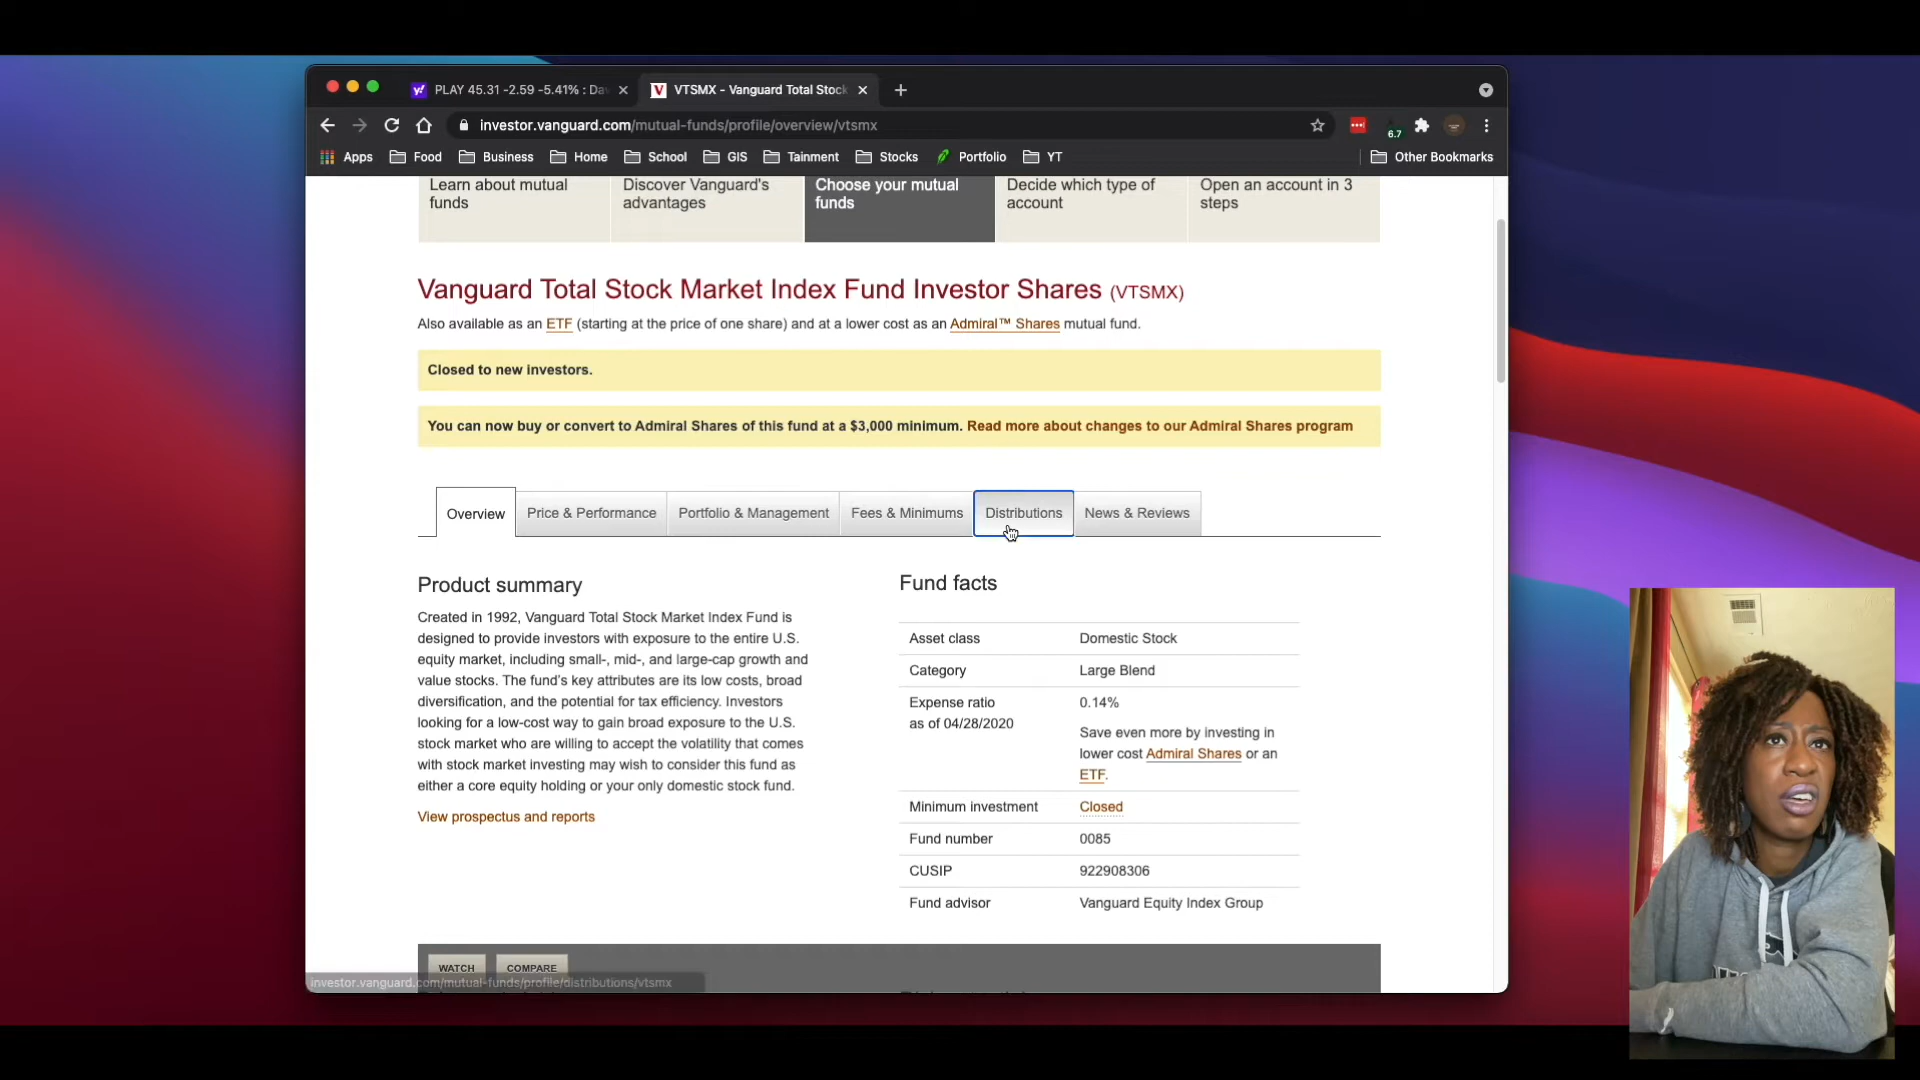 PLAY 45.31 -2.59 -5.41% : Da
VTSMX - Vanguard Total Stock
investor.vanguard.com/mutual-funds/profile/overview/vtsmx
6.7
Apps Food Business Home School GIS Tainment Stocks Portfolio YT Other Bookmarks
Learn about mutual
funds
Discover Vanguard's
advantages
Choose your mutual
funds
Decide which type of
account
Open an account in 3
steps
Vanguard Total Stock Market Index Fund Investor Shares (VTSMX)
Also available as an ETF (starting at the price of one share) and at a lower cost as an Admiral™ Shares mutual fund.
Closed to new investors.
You can now buy or convert to Admiral Shares of this fund at a $3,000 minimum. Read more about changes to our Admiral Shares program
Overview Price & Performance Portfolio & Management Fees & Minimums Distributions News & Reviews
Product summary
Created in 1992, Vanguard Total Stock Market Index Fund is
designed to provide investors with exposure to the entire U.S.
equity market, including small-, mid-, and large-cap growth and
value stocks. The fund's key attributes are its low costs, broad
diversification, and the potential for tax efficiency. Investors
looking for a low-cost way to gain broad exposure to the U.S.
stock market who are willing to accept the volatility that comes
with stock market investing may wish to consider this fund as
either a core equity holding or your only domestic stock fund.
View prospectus and reports
Fund facts
Asset class Domestic Stock
Category Large Blend
Expense ratio 0.14%
as of 04/28/2020
Save even more by investing in
lower cost Admiral Shares or an
ETF.
Minimum investment Closed
Fund number 0085
CUSIP 922908306
Fund advisor Vanguard Equity Index Group
WATCH COMPARE
investor.vanguard.com/mutual-funds/profile/distributions/vtsmx